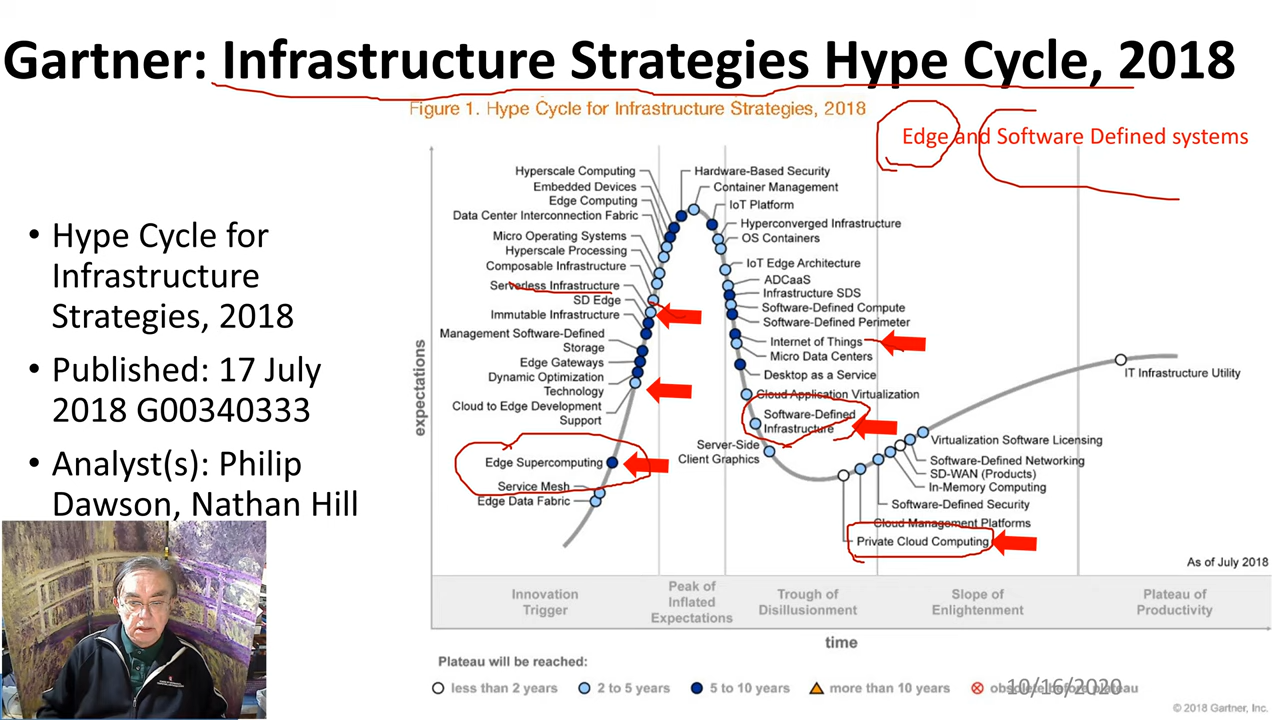 Gartner: Infrastructure Strategies Hype Cycle, 2018
Figure 1. Hype Cycle for Infrastructure Strategies, 2018
Edge and Software Defined systems
• Hype Cycle for
Infrastructure
Strategies, 2018
• Published: 17 July
2018 G00340333
• Analyst(s): Philip
Dawson, Nathan Hill
expectations
Hyperscale Computing
Embedded Devices
Edge Computing
Data Center Interconnection Fabric
Micro Operating Systems
Hyperscale Processing
Composable Infrastructure
Serverless Infrastructure
SD Edge
Immutable Infrastructure
Management Software-Defined
Storage
Edge Gateways
Dynamic Optimization
Technology
Cloud to Edge Development
Support
Edge Supercomputing
Service Mesh
Edge Data Fabric
Hardware-Based Security
Container Management
IoT Platform
Hyperconverged Infrastructure
OS Containers
IoT Edge Architecture
ADCaaS
Infrastructure SDS
Software-Defined Compute
Software-Defined Perimeter
Internet of Things
Micro Data Centers
Desktop as a Service
Cloud Application Virtualization
Software-Defined
Infrastructure
Server-Side
Client Graphics
IT Infrastructure Utility
Virtualization Software Licensing
Software-Defined Networking
SD-WAN (Products)
In-Memory Computing
Software-Defined Security
Cloud Management Platforms
Private Cloud Computing
As of July 2018
Innovation
Trigger
Peak of
Inflated
Expectations
Trough of
Disillusionment
Slope of
Enlightenment
Plateau of
Productivity
time
Plateau will be reached:
less than 2 years
2 to 5 years
5 to 10 years
more than 10 years
obsolete before plateau
10/16/2020
© 2018 Gartner, Inc.